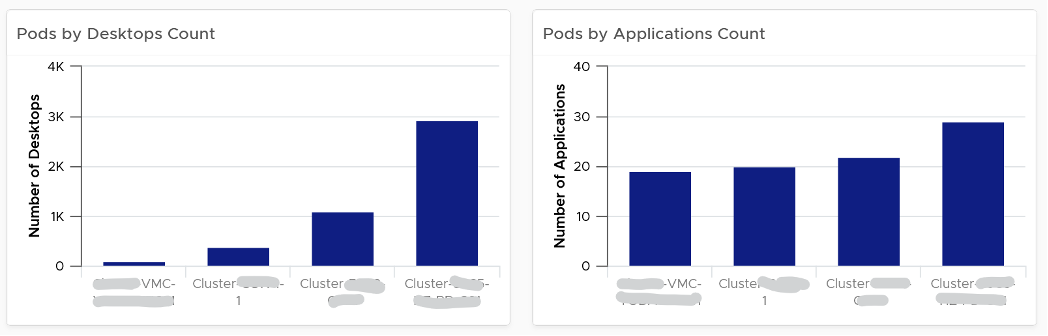 Pods by Desktops Count
4K
3K
2K
1K
0
Number of Desktops
VMC-
Cluster-
1
Cluster-
Cluster-
Pods by Applications Count
40
30
20
10
0
Number of Applications
-VMC-
Cluster-
1
Cluster-
Cluster-